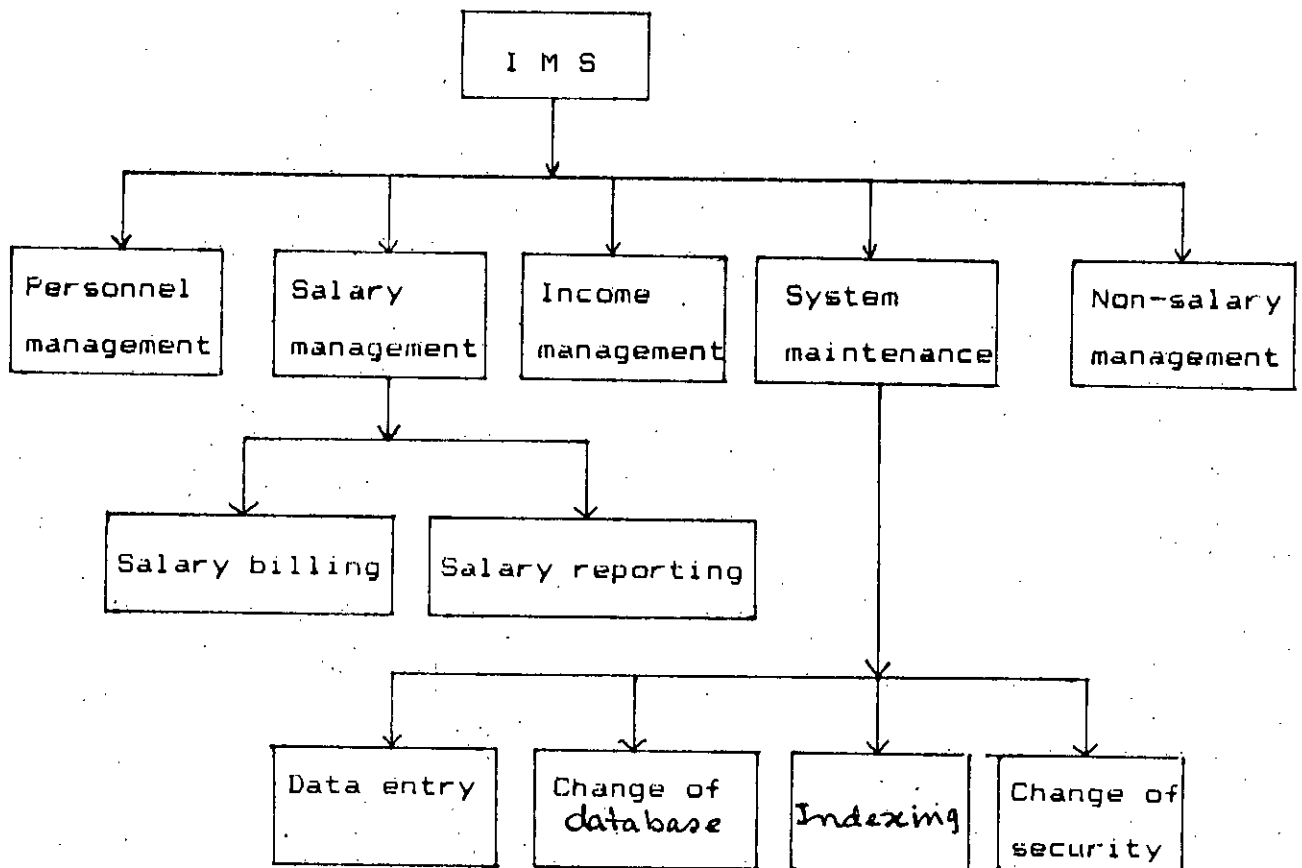 I M S
Personnel
management
Salary
management
Income
management
System
maintenance
Non-salary
management
Salary billing
Salary reporting
Data entry
Change of
database
Indexing
Change of
security